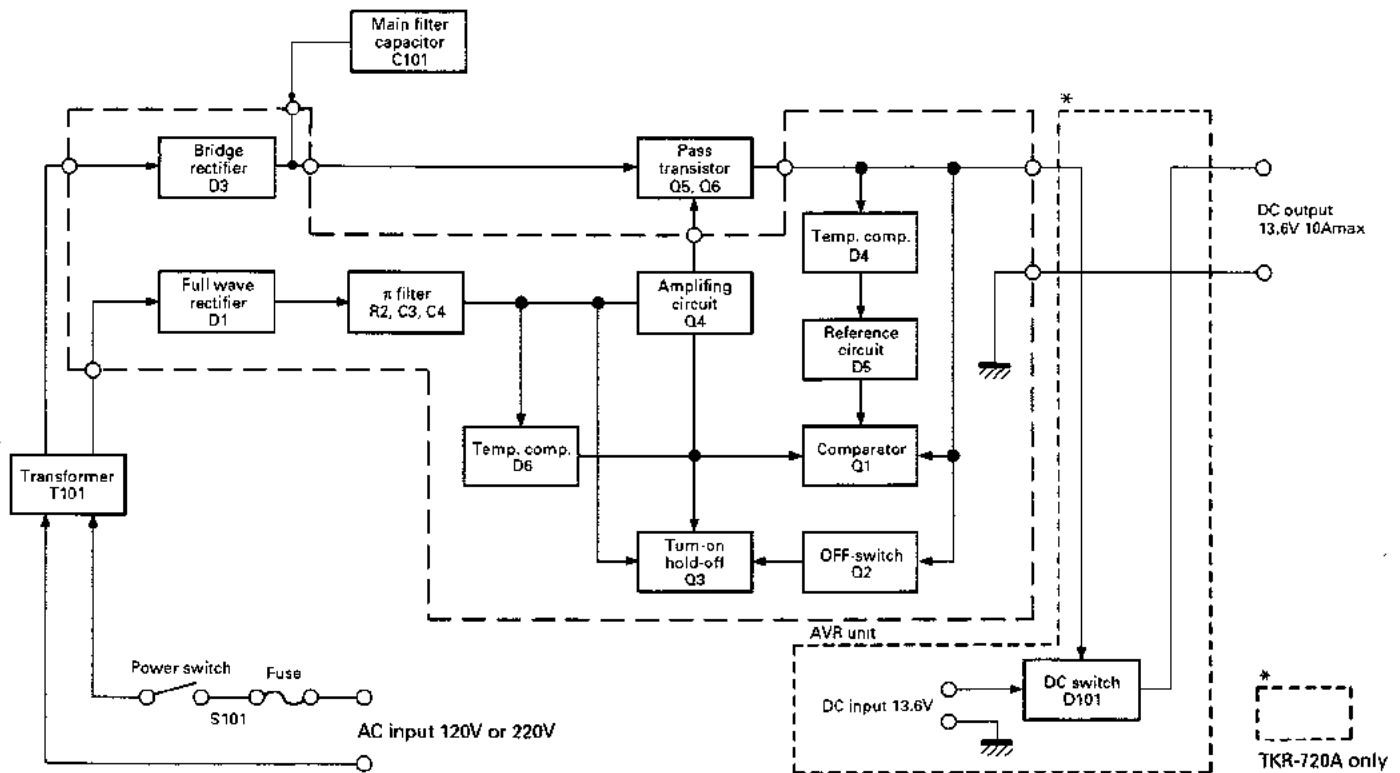 Main filter
capacitor
C101
*
Bridge
rectifier
D3
Pass
transistor
Q5, Q6
DC output
13,6V 10Amax
Temp. comp.
D4
Full wave
rectifier
D1
π filter
R2, C3, C4
Amplifing
circuit
Q4
Reference
circuit
D5
Temp. comp.
D6
Comparator
Q1
Transformer
T101
Turn-on
hold-off
Q3
OFF-switch
Q2
AVR unit
Power switch
Fuse
S101
AC input 120V or 220V
DC input 13.6V
DC switch
D101
*
TKR-720A only